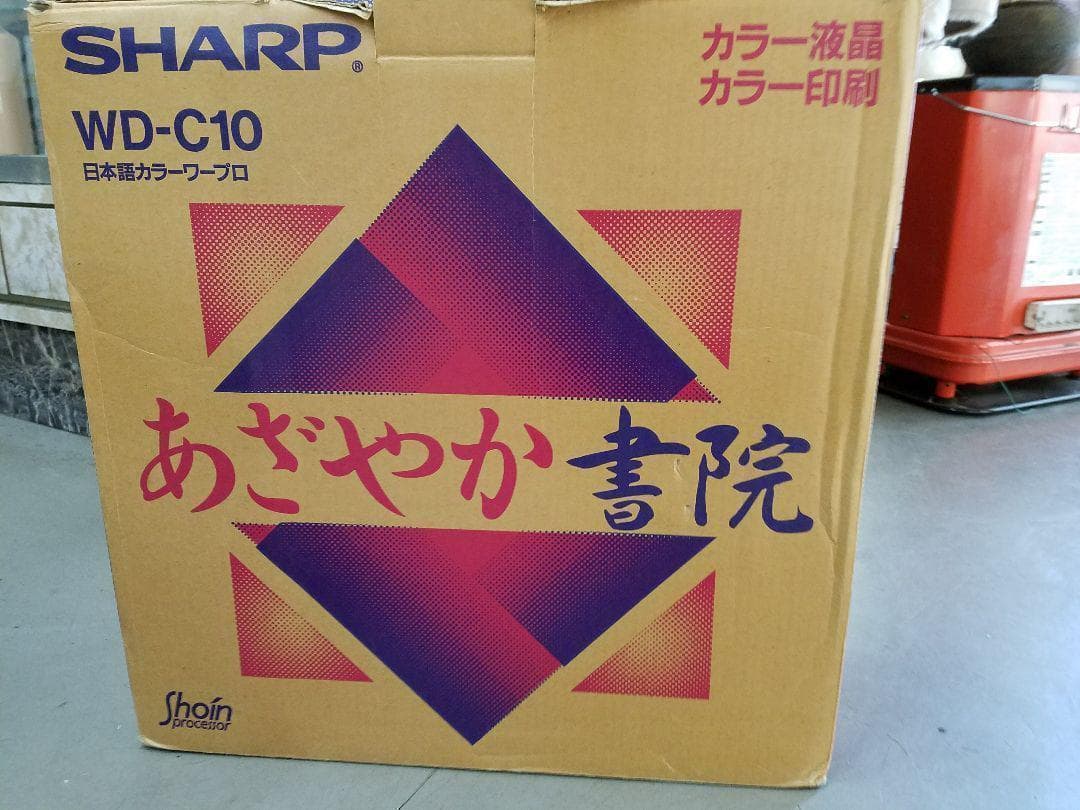 SHARP®
WD-C10
日本語カラーワープロ
カラー液晶
カラー印刷
あざやか書院
Shoin
processor